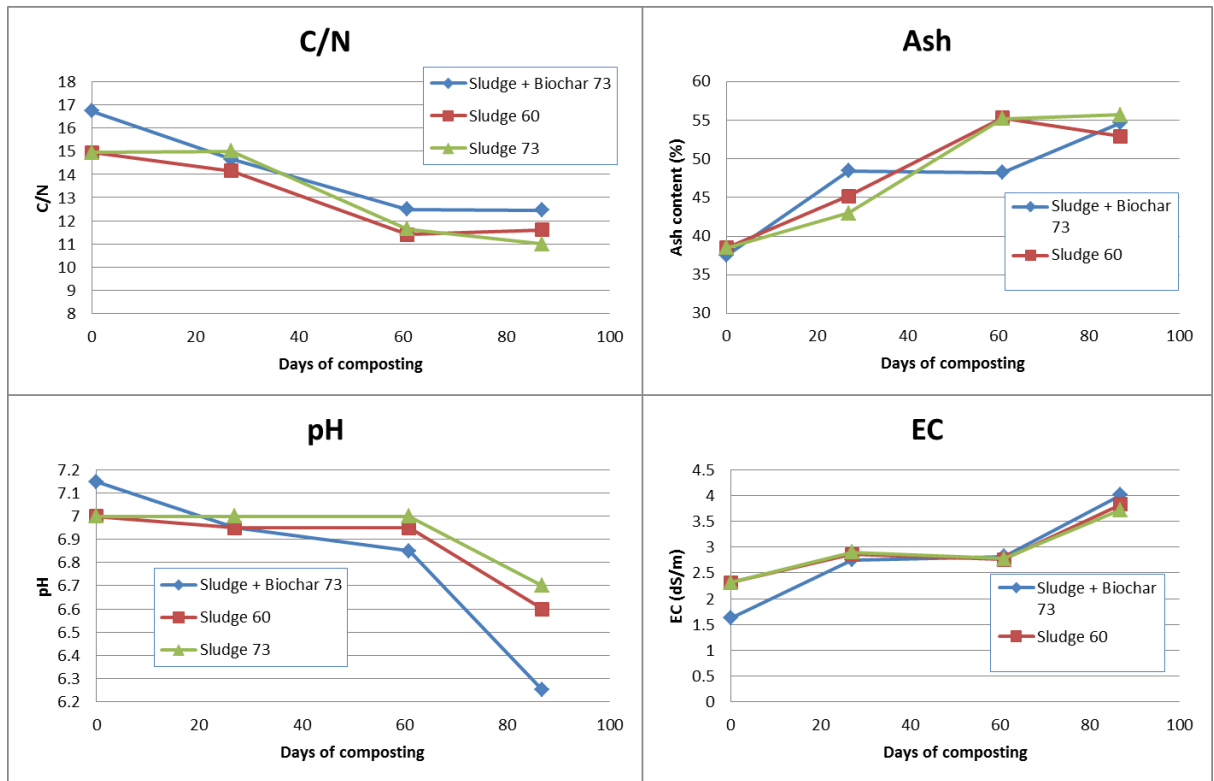 C/N
18
17
16
15
14
13
12
11
10
9
8
C/N
0 20 40 60 80 100
Days of composting
Sludge + Biochar 73
Sludge 60
Sludge 73
Ash
60
55
50
45
40
35
30
Ash content (%)
0 20 40 60 80 100
Days of composting
Sludge + Biochar
73
Sludge 60
pH
7.2
7.1
7
6.9
6.8
6.7
6.6
6.5
6.4
6.3
6.2
pH
0 20 40 60 80 100
Days of composting
Sludge + Biochar 73
Sludge 60
Sludge 73
EC
4.5
4
3.5
3
2.5
2
1.5
1
0.5
0
EC (dS/m)
0 20 40 60 80 100
Days of composting
Sludge + Biochar
73
Sludge 60